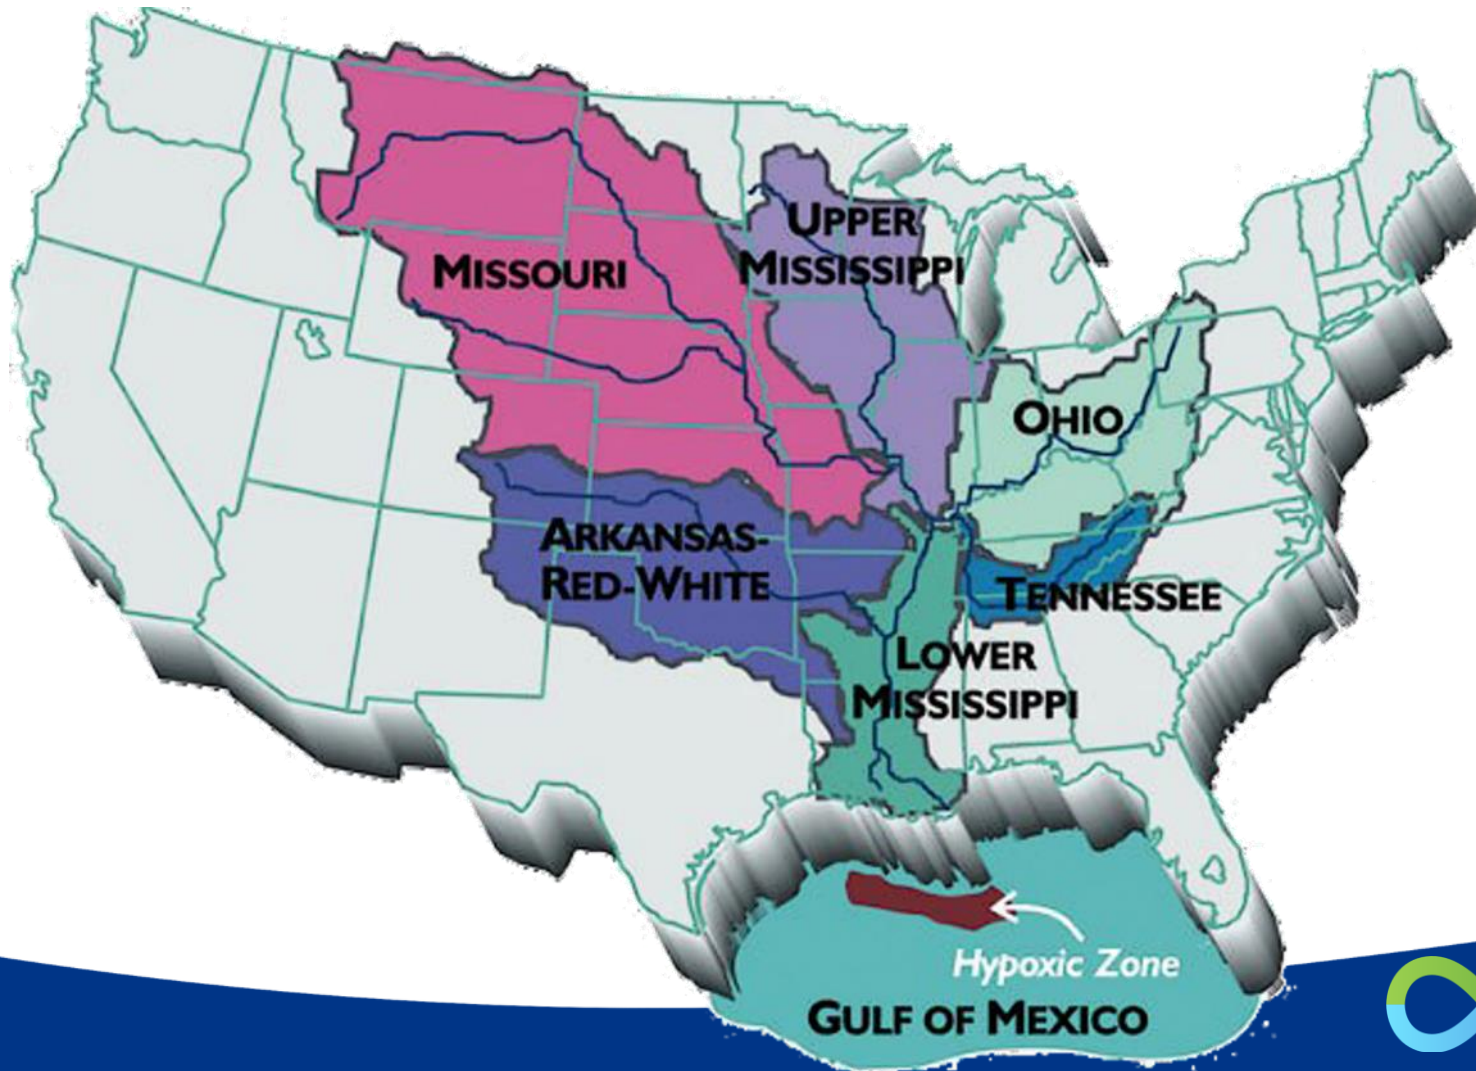 UPPER
MISSISSIPPI
MISSOURI
OHIO
ARKANSAS-
RED-WHITE
TENNESSEE
LOWER
MISSISSIPPI
Hypoxic Zone
GULF OF MEXICO